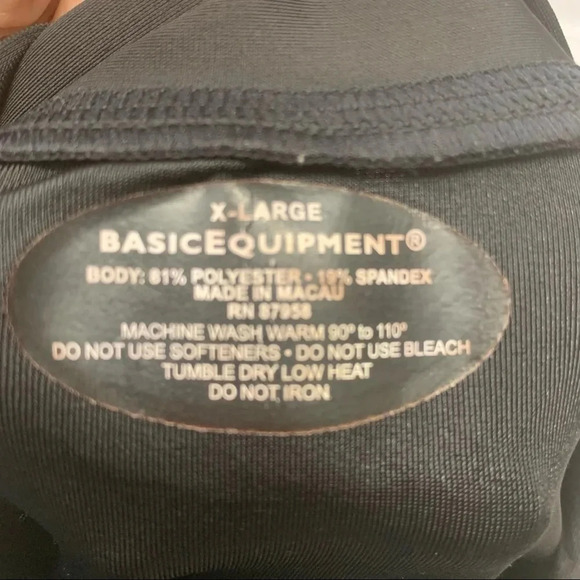 X-LARGE
BASICEQUIPMENT®
BODY: 81% POLYESTER • 19% SPANDEX
MADE IN MACAU
RN 87958
MACHINE WASH WARM 90° to 110°
DO NOT USE SOFTENERS • DO NOT USE BLEACH
TUMBLE DRY LOW HEAT
DO NOT IRON